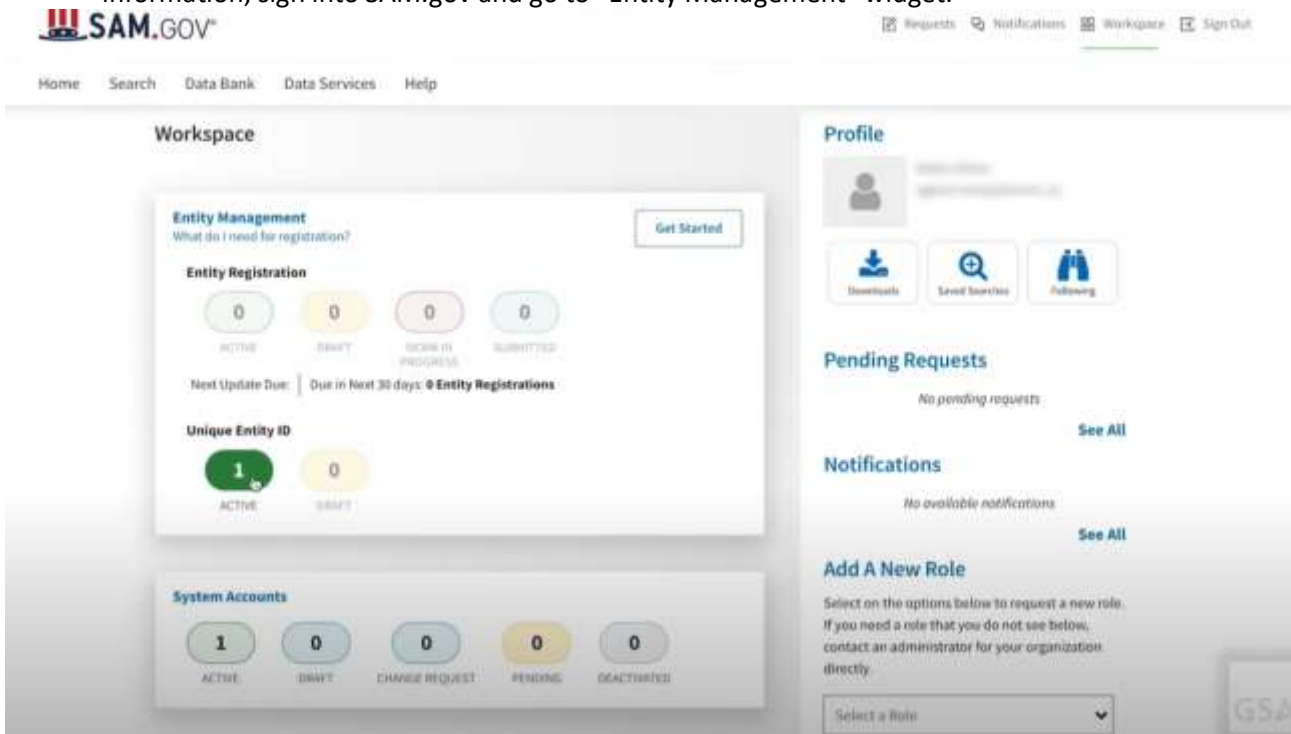 information, sign into SAM.gov and go to "Entity Management" widget.
SAM.GOV®
Requests Notifications Workspace Sign Out
Home Search Data Bank Data Services Help
Workspace
Entity Management
What do I need for registration?
Get Started
Entity Registration
0 0 0 0
ACTIVE DRAFT WORK IN PROGRESS SUBMITTED
Next Update Due: Due in Next 30 days: 0 Entity Registrations
Unique Entity ID
1 0
ACTIVE DRAFT
System Accounts
1 0 0 0 0
ACTIVE DRAFT CHANGE REQUEST PENDING DEACTIVATED
Profile
Downloads Saved Searches Following
Pending Requests
No pending requests
See All
Notifications
No available notifications
See All
Add A New Role
Select on the options below to request a new role.
If you need a role that you do not see below,
contact an administrator for your organization
directly.
Select a Role
GSA